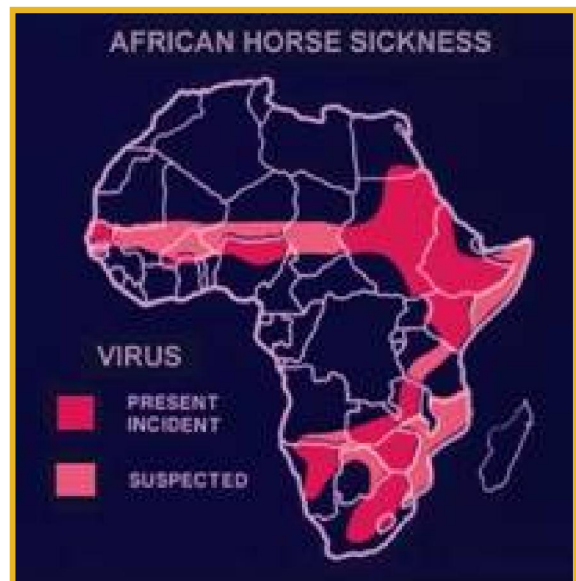 AFRICAN HORSE SICKNESS
VIRUS
PRESENT
INCIDENT
SUSPECTED